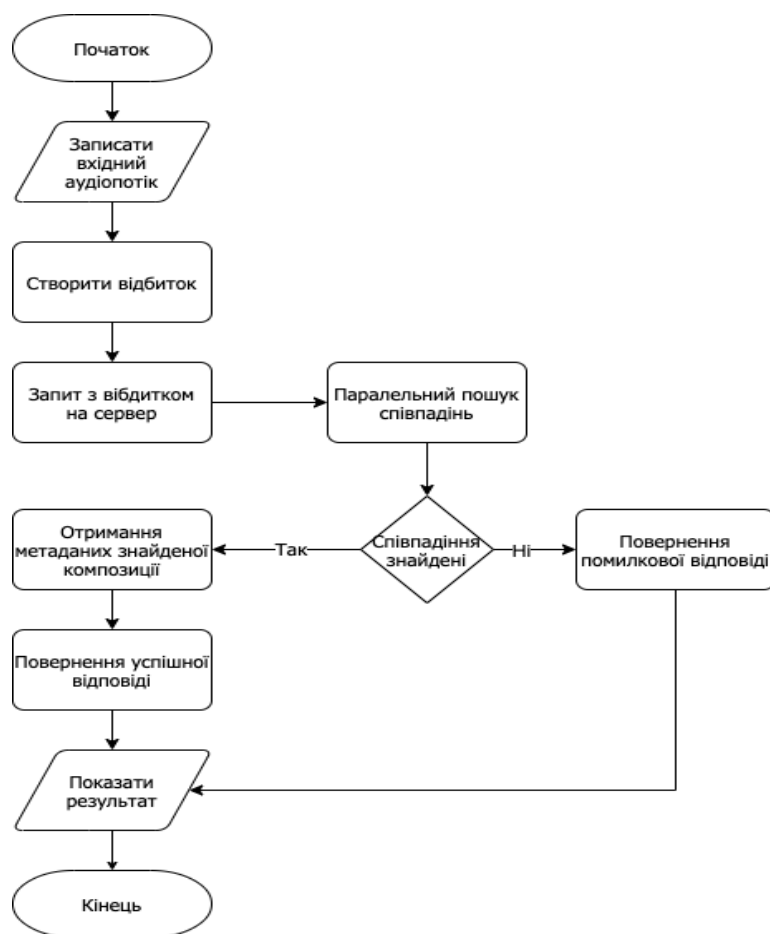 Початок
Записати
вхідний
аудіопотік
Створити відбиток
Запит з вібдитком
на сервер
Паралельний пошук
співпадінь
Співпадіння
знайдені
Так
Ні
Отримання
метаданих знайденої
композиції
Повернення
помилкової відповіді
Повернення успішної
відповіді
Показати
результат
Кінець